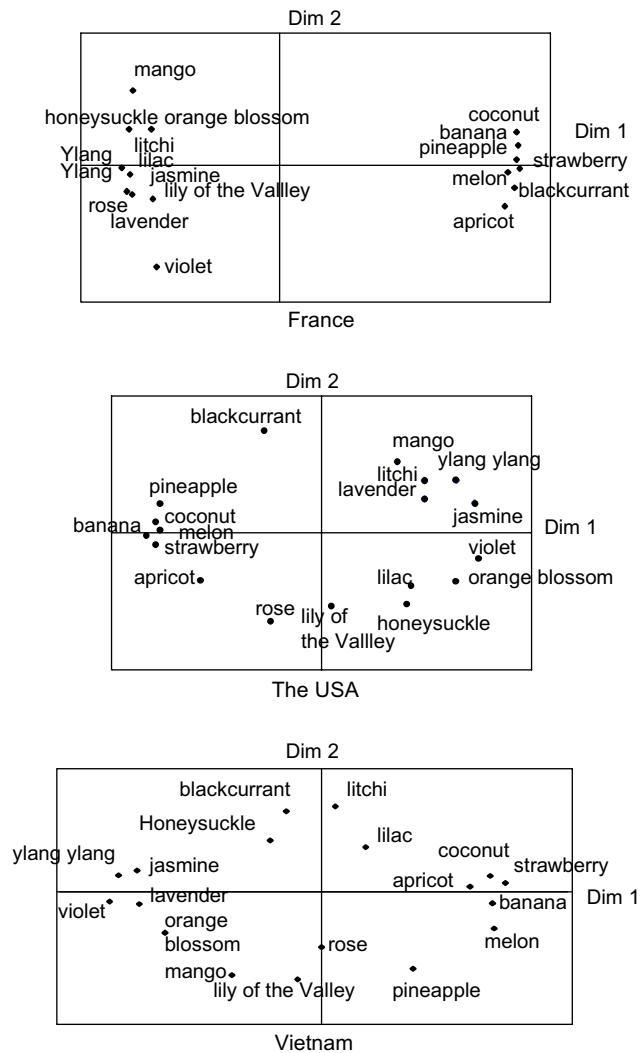 Dim 2
mango
honeysuckle orange blossom
coconut
banana
Dim 1
litchi
pineapple
Ylang
lilac
strawberry
Ylang
jasmine
melon
lily of the Vallley
blackcurrant
rose
lavender
apricot
violet
France
Dim 2
blackcurrant
mango
ylang ylang
litchi
pineapple
lavender
coconut
jasmine
banana
melon
Dim 1
strawberry
violet
apricot
lilac
orange blossom
rose
lily of
the Vallley
honeysuckle
The USA
Dim 2
blackcurrant
litchi
Honeysuckle
lilac
ylang ylang
jasmine
coconut
strawberry
apricot
violet
lavender
banana
Dim 1
orange
blossom
rose
melon
mango
lily of the Valley
pineapple
Vietnam